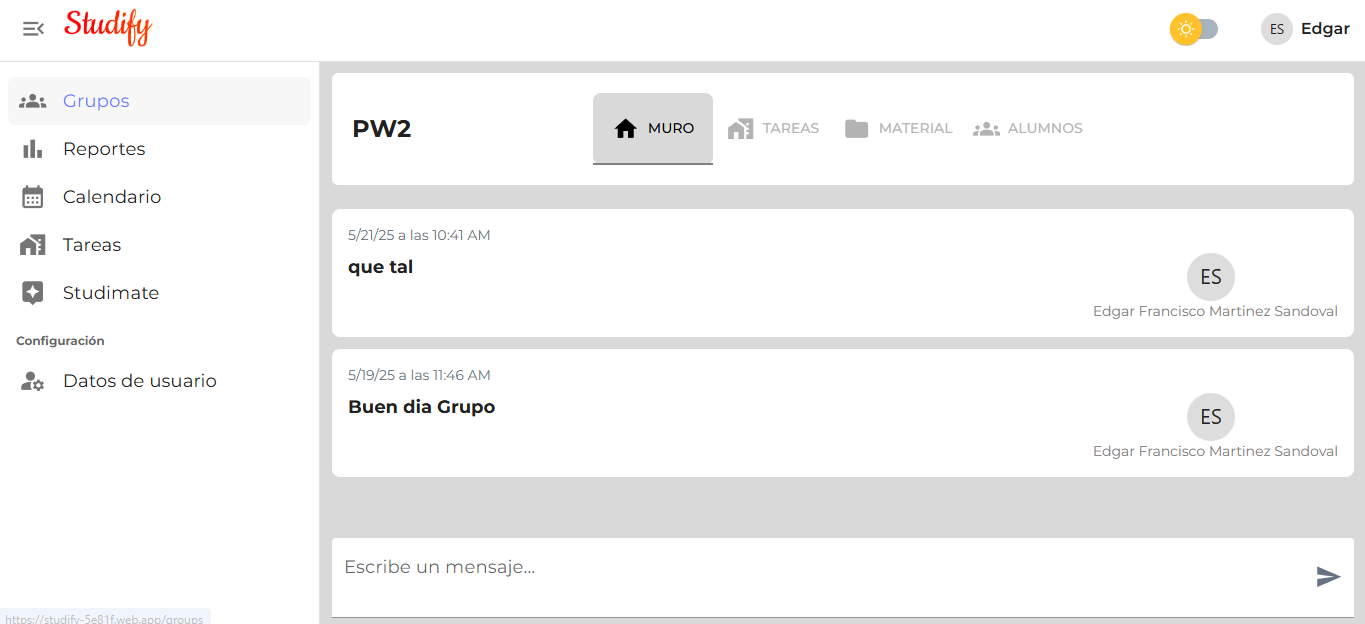 Studify
ES Edgar
Grupos
Reportes
Calendario
Tareas
Studimate
Configuración
Datos de usuario
PW2
MURO TAREAS MATERIAL ALUMNOS
5/21/25 a las 10:41 AM
que tal
ES
Edgar Francisco Martinez Sandoval
5/19/25 a las 11:46 AM
Buen dia Grupo
ES
Edgar Francisco Martinez Sandoval
Escribe un mensaje...
https://studify-5e81f.web.app/groups